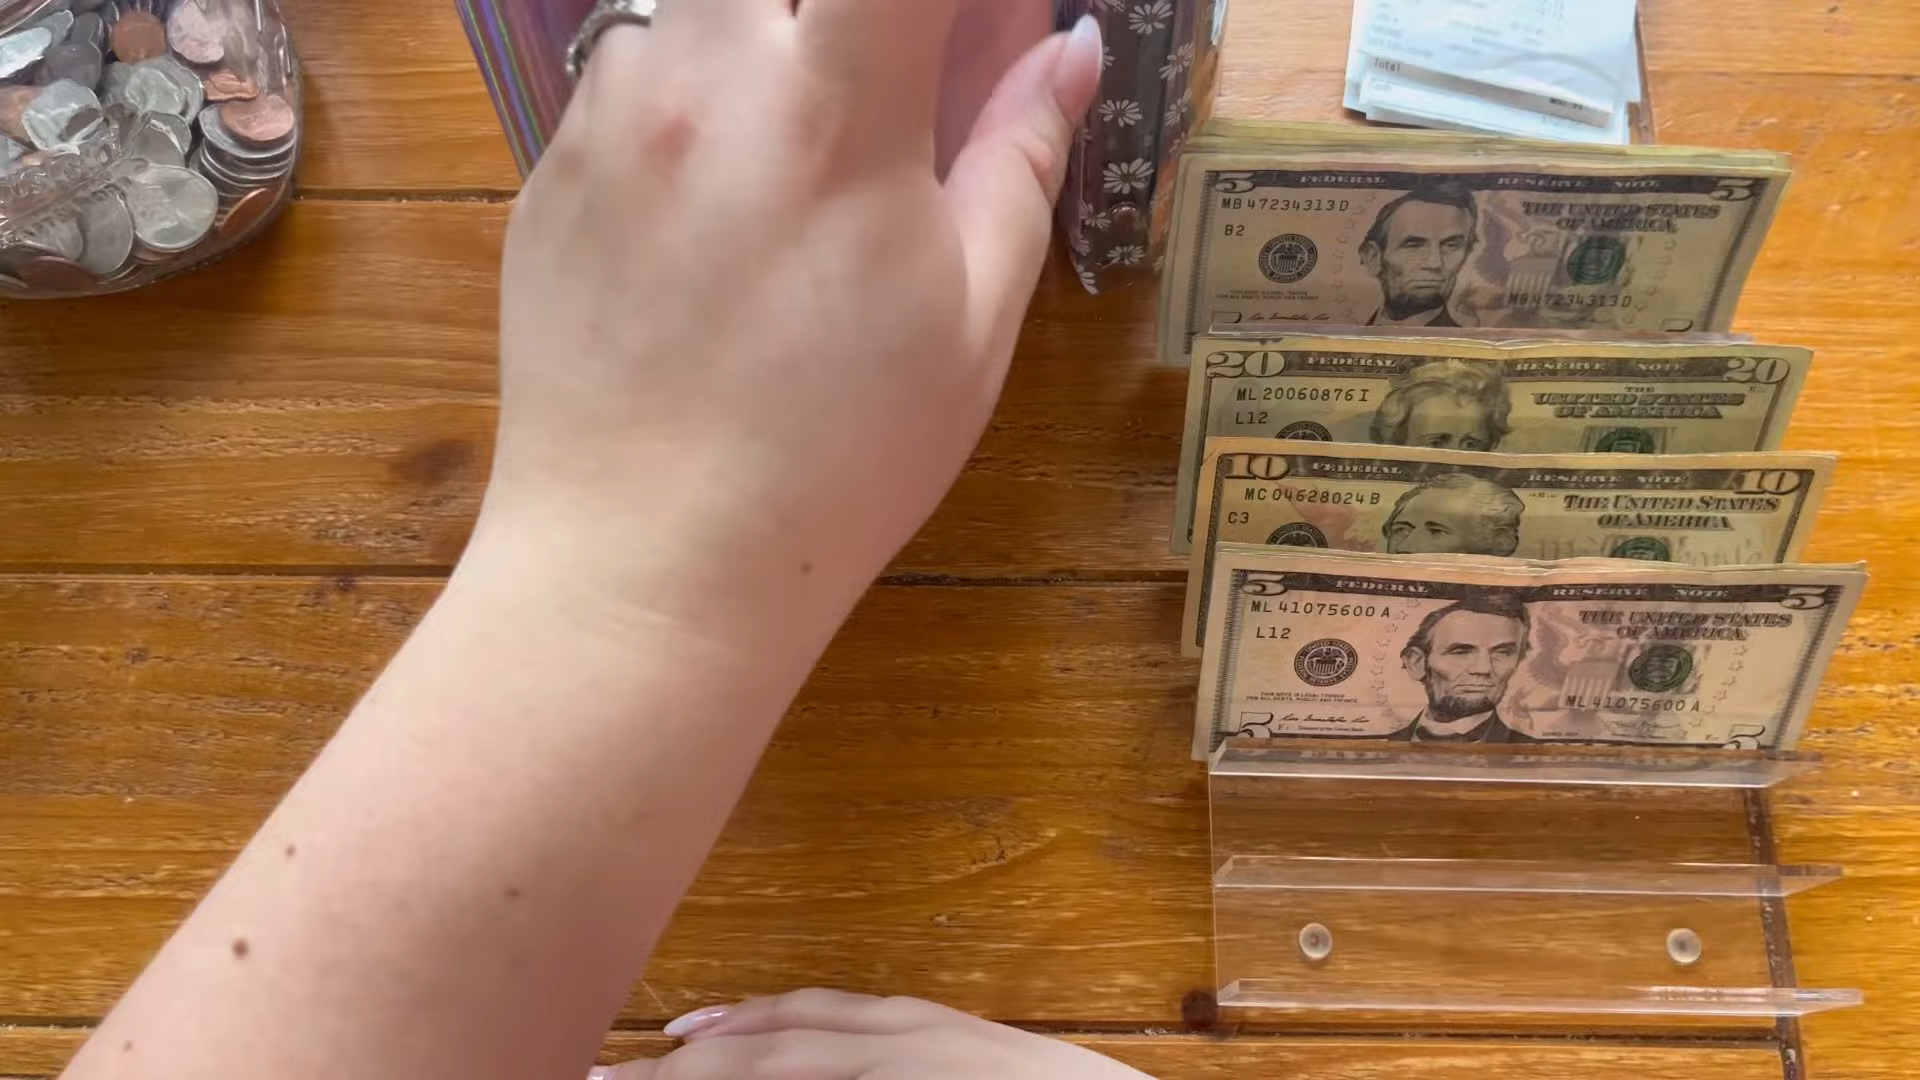 Total
5 FEDERAL RESERVE NOTE 5
MB 47234313 D
THE UNITED STATES
OF AMERICA
B2
MB 47234313 D
20 FEDERAL RESERVE NOTE 20
ML 20060876 I
THE
UNITED STATES
OF AMERICA
L12
10 FEDERAL RESERVE NOTE 10
MC 04628024 B
THE UNITED STATES
OF AMERICA
C3
5 FEDERAL RESERVE NOTE 5
ML 41075600 A
THE UNITED STATES
OF AMERICA
L12
THIS NOTE IS LEGAL TENDER
FOR ALL DEBTS, PUBLIC AND PRIVATE
ML 41075600 A
5 5